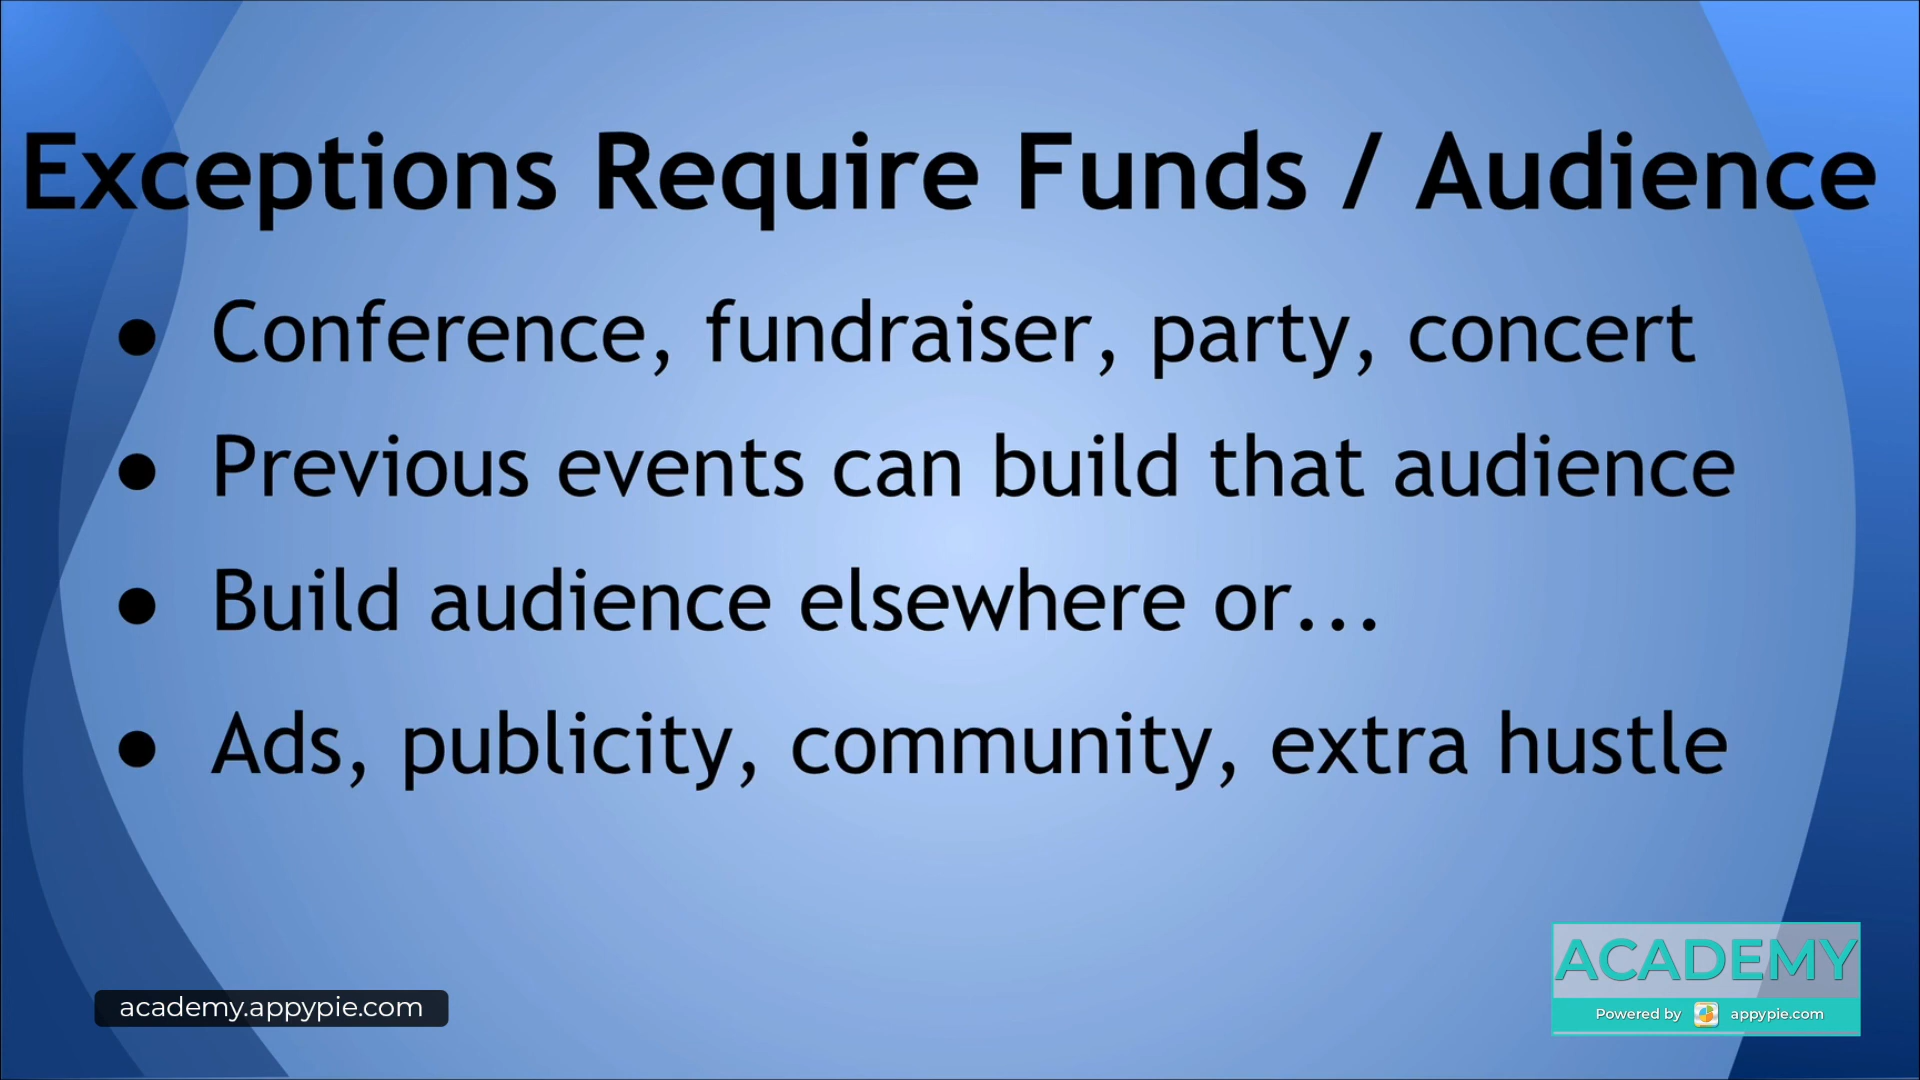 Exceptions Require Funds / Audience
● Conference, fundraiser, party, concert
● Previous events can build that audience
● Build audience elsewhere or...
● Ads, publicity, community, extra hustle
academy.appypie.com
ACADEMY
Powered by appypie.com